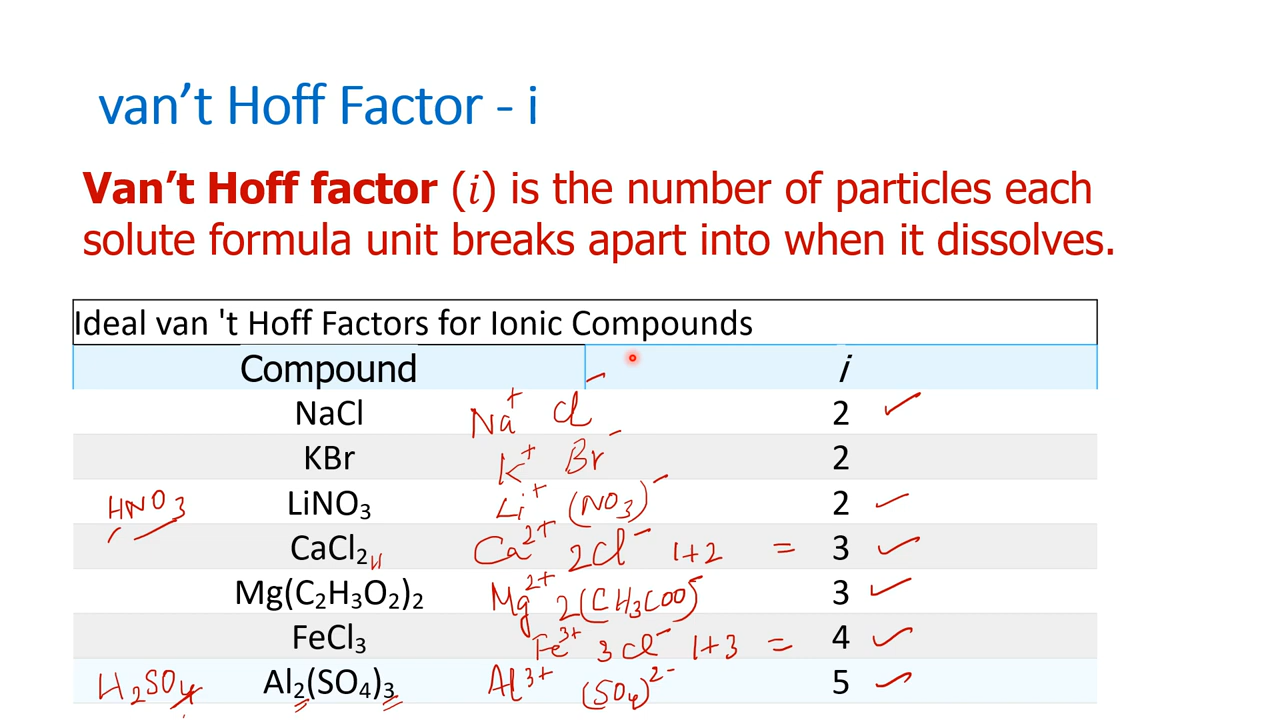 van't Hoff Factor - i
Van't Hoff factor (i) is the number of particles each
solute formula unit breaks apart into when it dissolves.
Ideal van 't Hoff Factors for Ionic Compounds
Compound i
NaCl Na⁺ Cl⁻ 2 ✓
KBr K⁺ Br⁻ 2
HNO₃ LiNO₃ Li⁺ (NO₃)⁻ 2 ✓
CaCl₂ Ca²⁺ 2Cl⁻ 1+2 = 3 ✓
Mg(C₂H₃O₂)₂ Mg²⁺ 2(CH₃COO)⁻ 3 ✓
FeCl₃ Fe³⁺ 3Cl⁻ 1+3 = 4 ✓
H₂SO₄ Al₂(SO₄)₃ Al³⁺ (SO₄)²⁻ 5 ✓